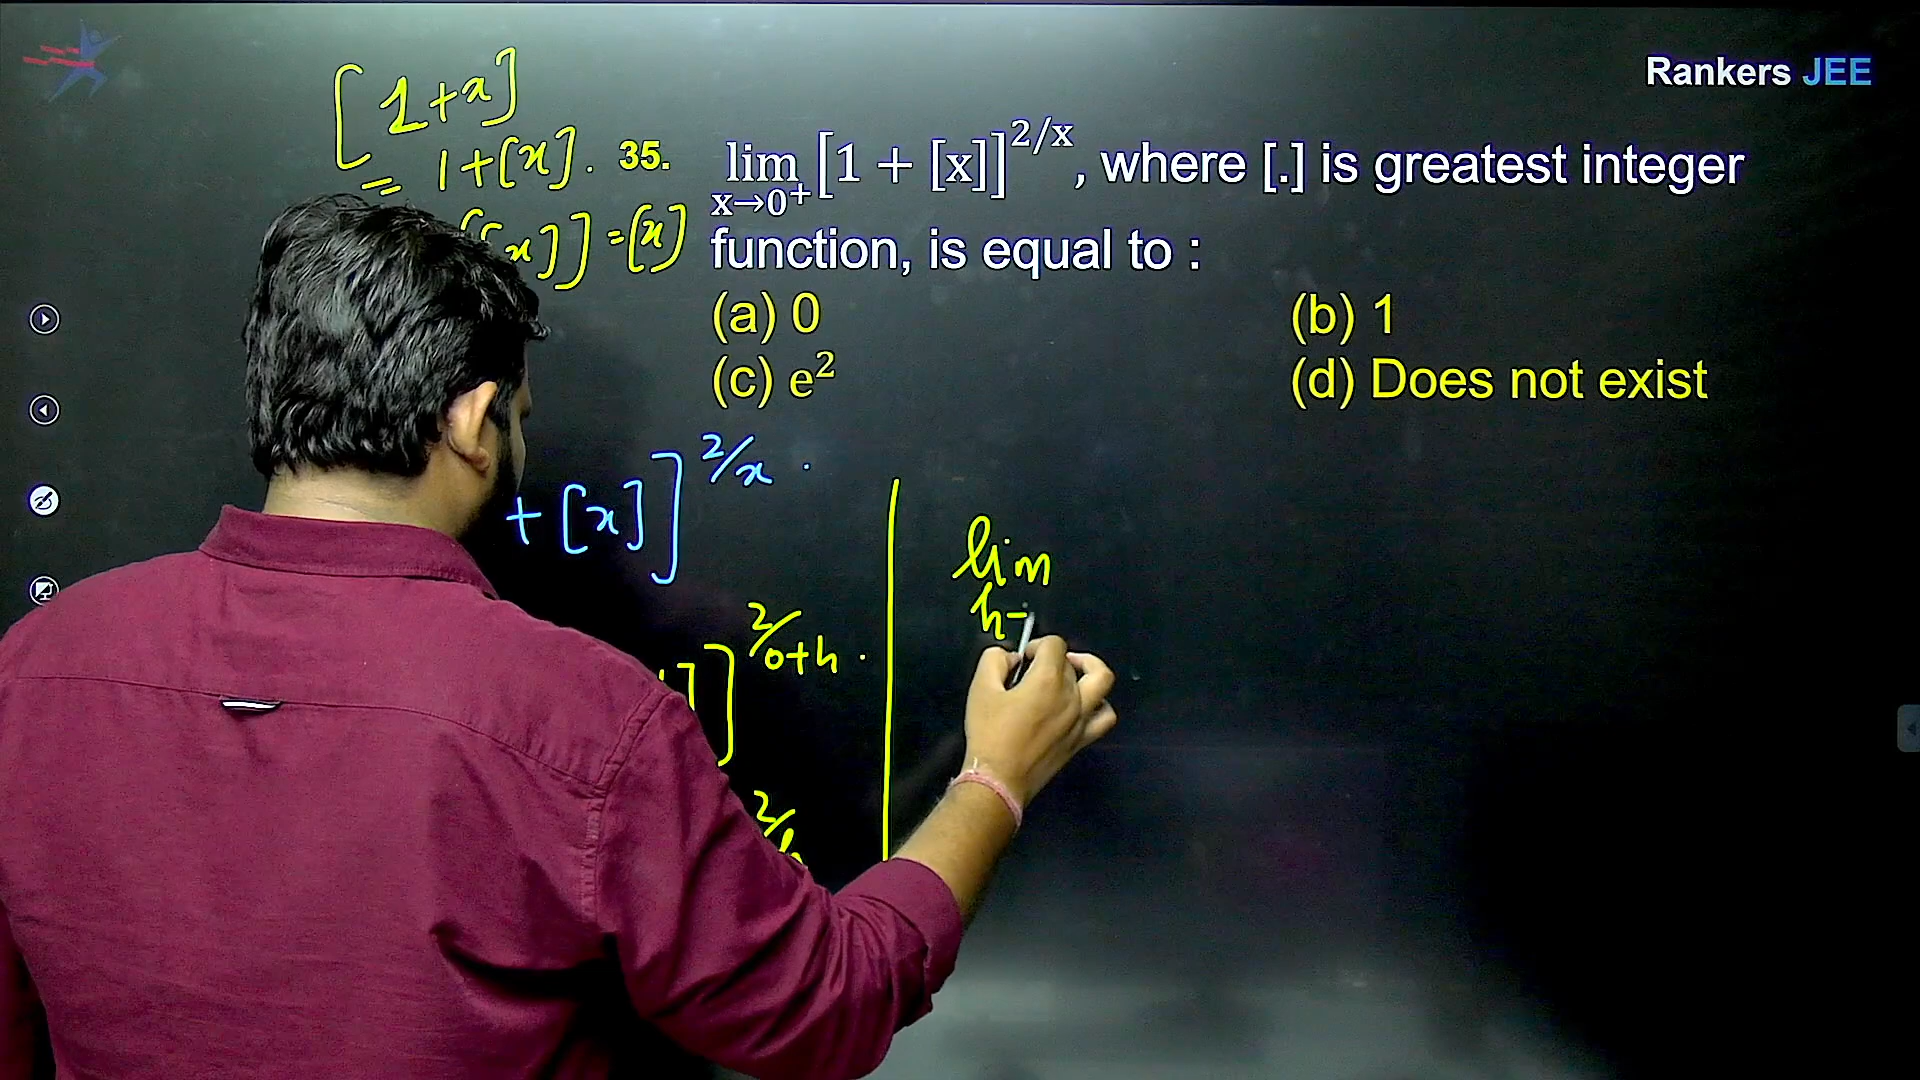 Rankers JEE
[1+x]
= 1+[x].
[x]] = [x]
35. lim x→0⁺ [1 + [x]]^2/x, where [.] is greatest integer
function, is equal to :
(a) 0 (b) 1
(c) e² (d) Does not exist
+ [x]]^2/x .
]]^2/0+h .
2/h
lim
h-